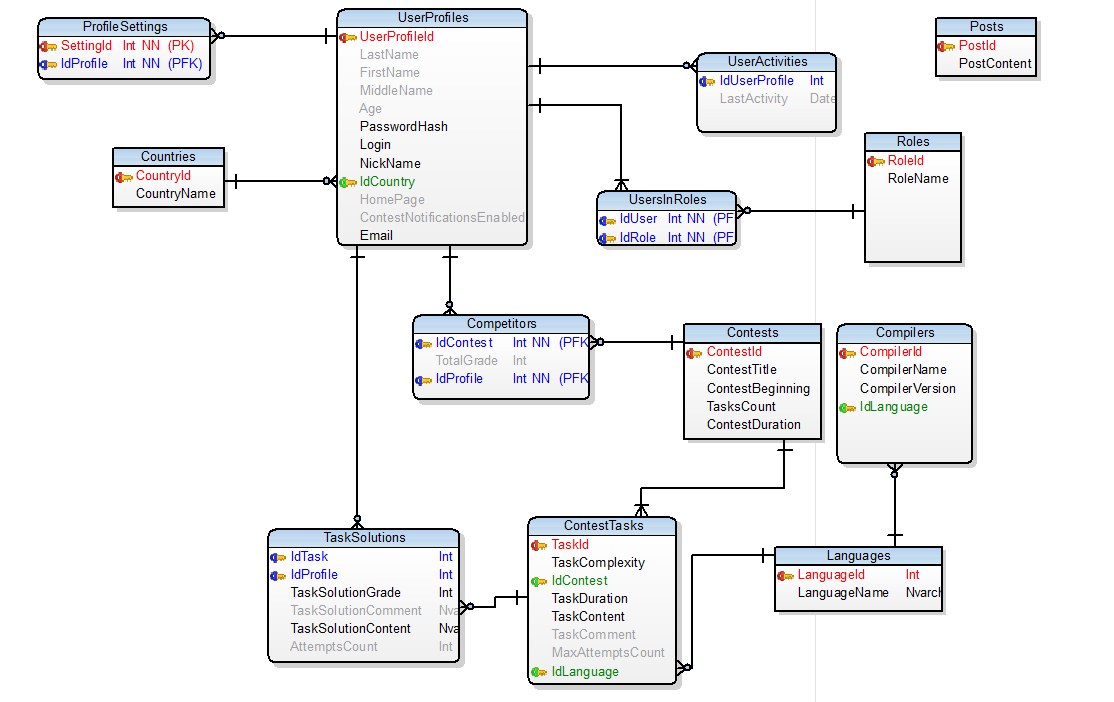 ProfileSettings
SettingId Int NN (PK)
IdProfile Int NN (PFK)
UserProfiles
UserProfileId
LastName
FirstName
MiddleName
Age
PasswordHash
Login
NickName
IdCountry
HomePage
ContestNotificationsEnabled
Email
UserActivities
IdUserProfile Int
LastActivity Date
Posts
PostId
PostContent
Countries
CountryId
CountryName
Roles
RoleId
RoleName
UsersInRoles
IdUser Int NN (PF
IdRole Int NN (PF
Competitors
IdContest Int NN (PFK
TotalGrade Int
IdProfile Int NN (PFK
Contests
ContestId
ContestTitle
ContestBeginning
TasksCount
ContestDuration
Compilers
CompilerId
CompilerName
CompilerVersion
IdLanguage
TaskSolutions
IdTask Int
IdProfile Int
TaskSolutionGrade Int
TaskSolutionComment Nva
TaskSolutionContent Nva
AttemptsCount Int
ContestTasks
TaskId
TaskComplexity
IdContest
TaskDuration
TaskContent
TaskComment
MaxAttemptsCount
IdLanguage
Languages
LanguageId Int
LanguageName Nvarch